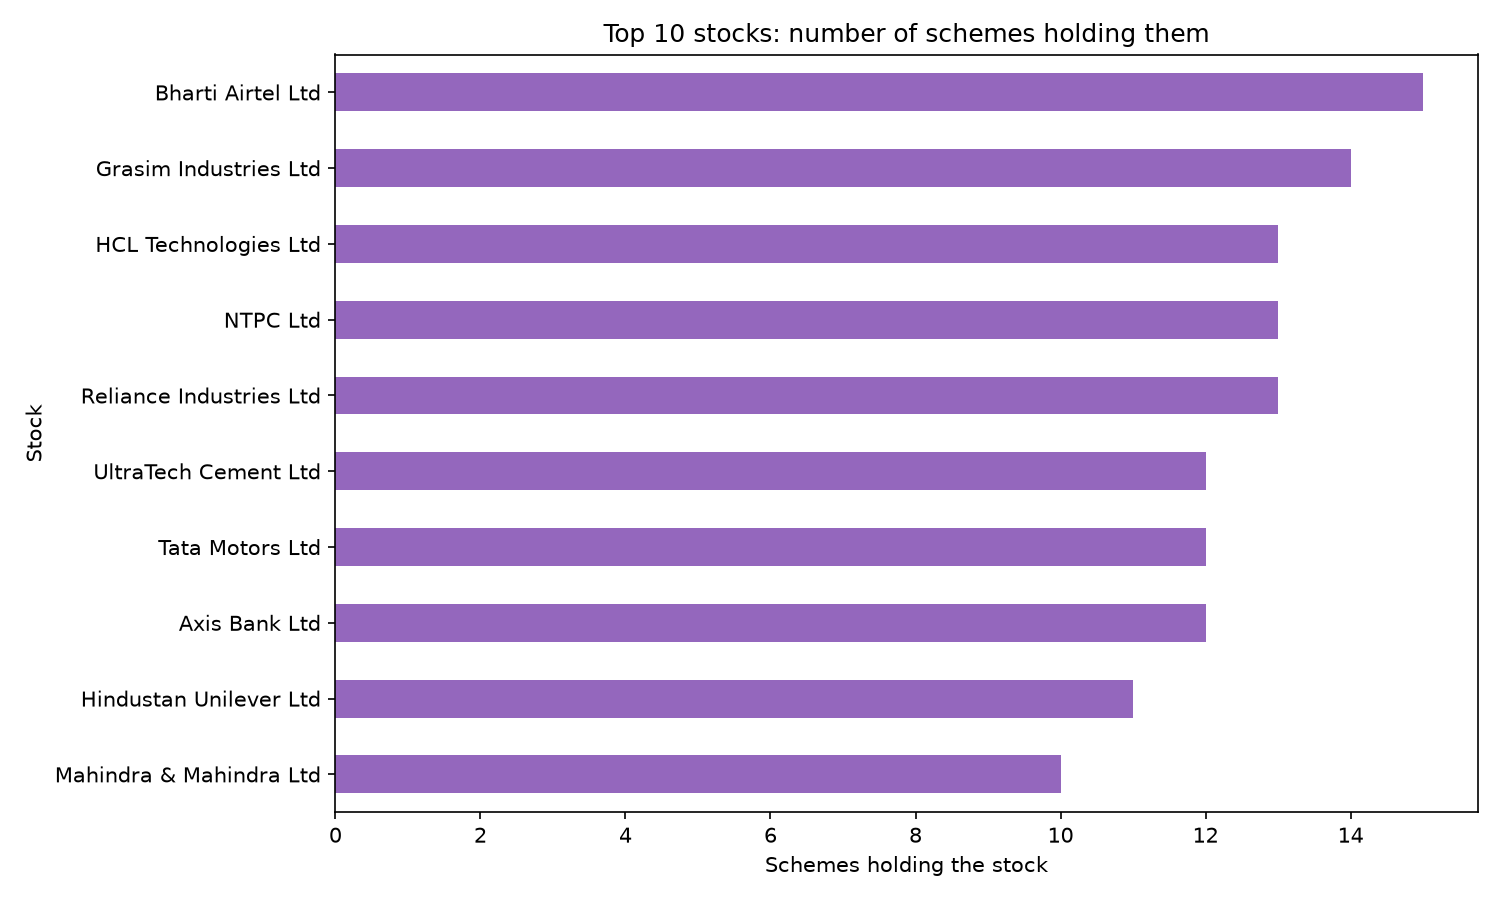 Top 10 stocks: number of schemes holding them
Bharti Airtel Ltd
Grasim Industries Ltd
HCL Technologies Ltd
NTPC Ltd
Reliance Industries Ltd
UltraTech Cement Ltd
Tata Motors Ltd
Axis Bank Ltd
Hindustan Unilever Ltd
Mahindra & Mahindra Ltd
Stock
0 2 4 6 8 10 12 14
Schemes holding the stock